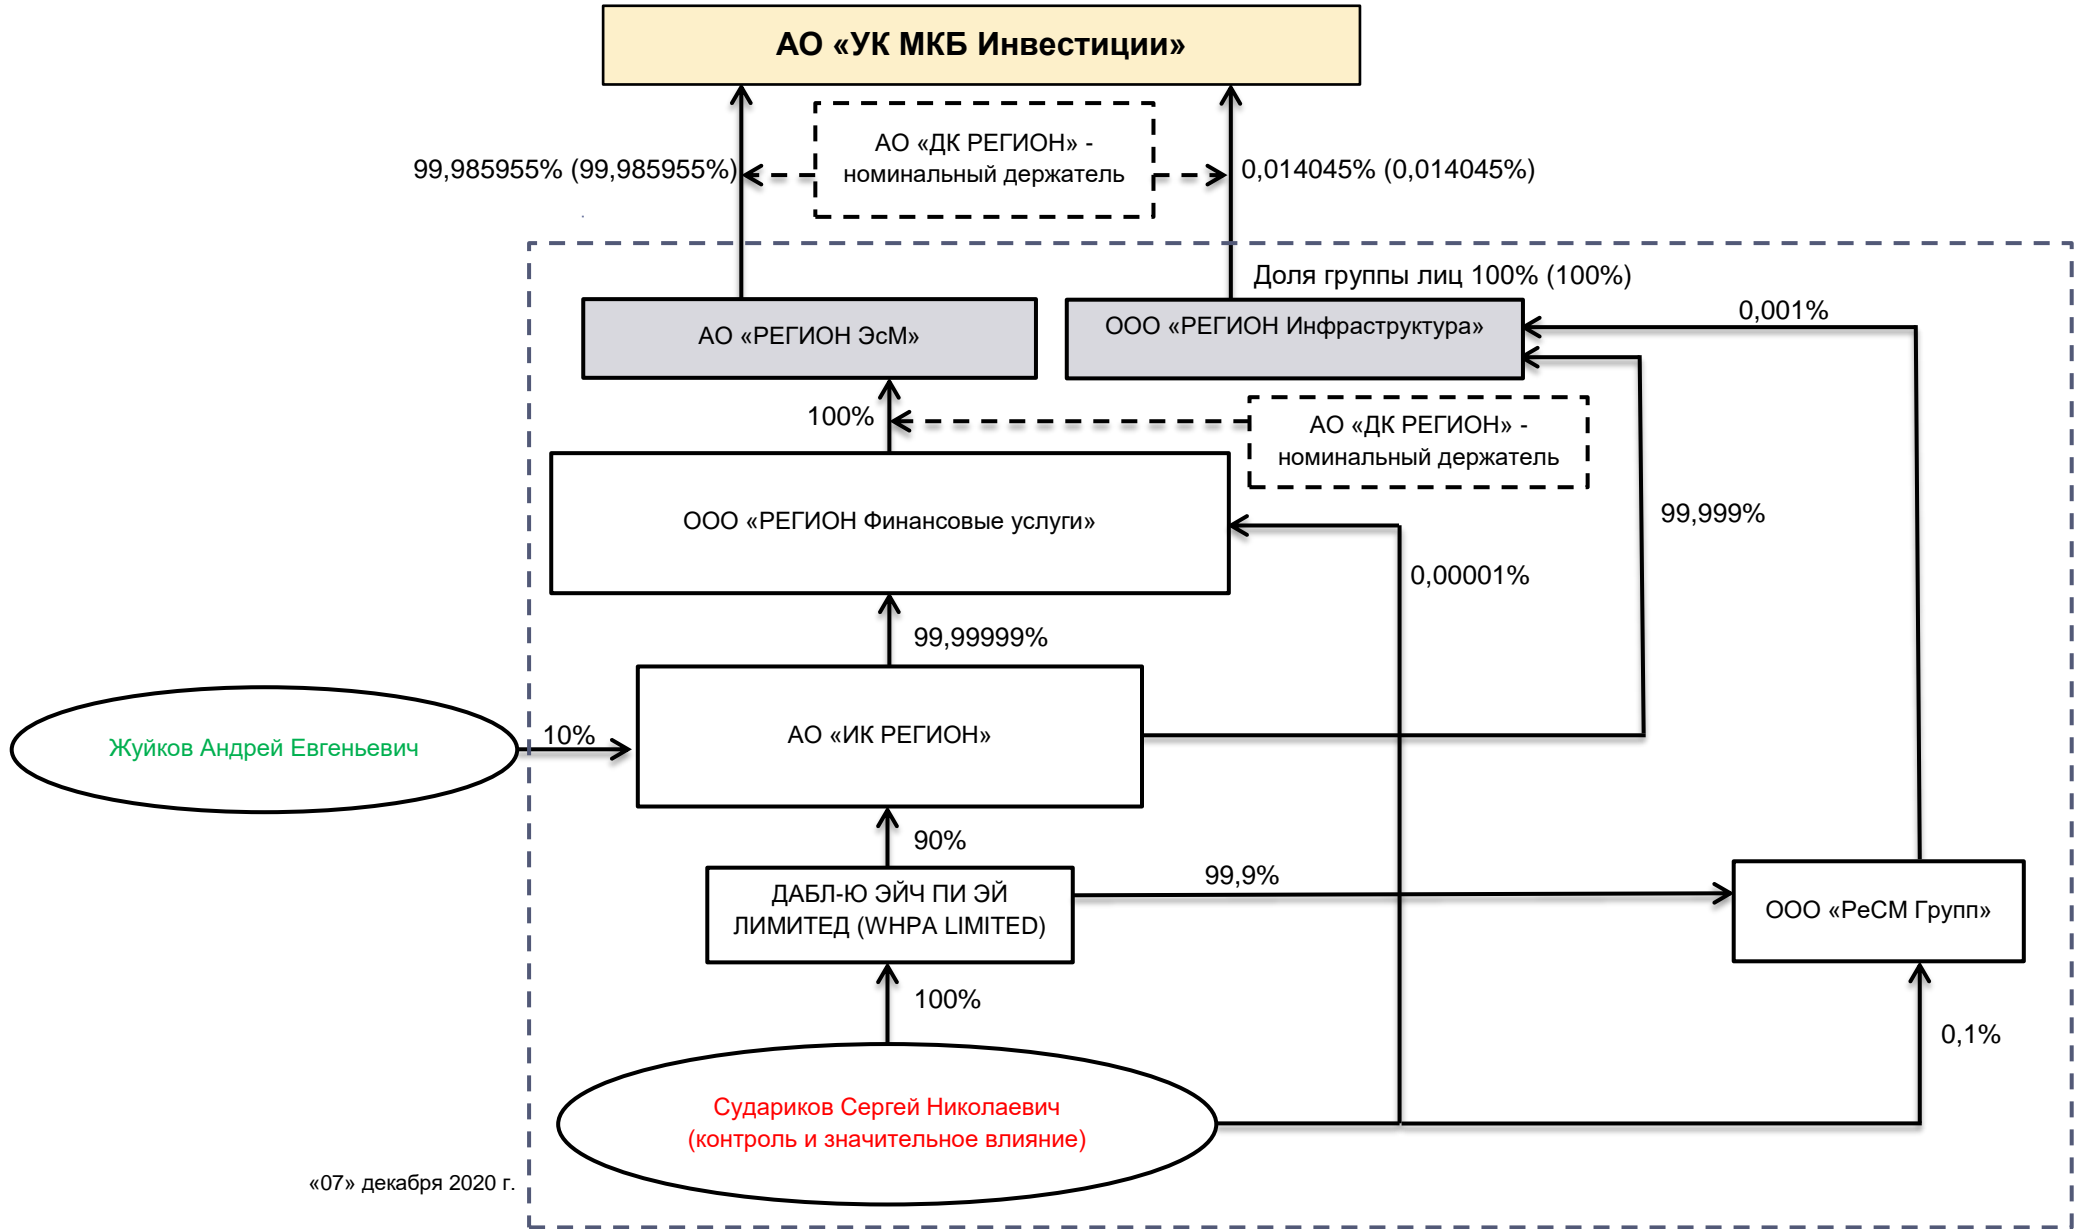 АО «УК МКБ Инвестиции»
АО «ДК РЕГИОН» -
номинальный держатель
99,985955% (99,985955%)
0,014045% (0,014045%)
Доля группы лиц 100% (100%)
АО «РЕГИОН ЭсМ»
ООО «РЕГИОН Инфраструктура»
0,001%
100%
АО «ДК РЕГИОН» -
номинальный держатель
ООО «РЕГИОН Финансовые услуги»
99,999%
0,00001%
99,99999%
Жуйков Андрей Евгеньевич
10%
АО «ИК РЕГИОН»
90%
ДАБЛ-Ю ЭЙЧ ПИ ЭЙ
ЛИМИТЕД (WHPA LIMITED)
99,9%
ООО «РеСМ Групп»
100%
0,1%
Судариков Сергей Николаевич
(контроль и значительное влияние)
«07» декабря 2020 г.